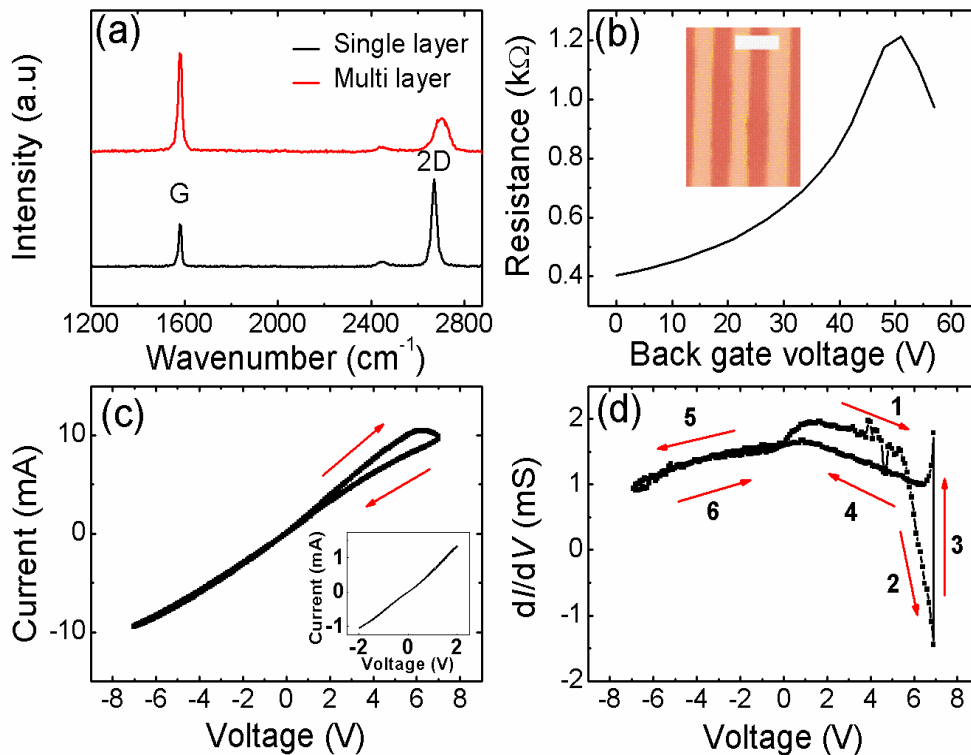 (a)
Single layer
Multi layer
G
2D
Intensity (a.u)
1200 1600 2000 2400 2800
Wavenumber (cm⁻¹)
(b)
1.2
1.0
0.8
0.6
0.4
Resistance (kΩ)
0 10 20 30 40 50 60
Back gate voltage (V)
(c)
10
0
-10
Current (mA)
-8 -6 -4 -2 0 2 4 6 8
Voltage (V)
1
0
-1
Current (mA)
-2 0 2
Voltage (V)
(d)
2
1
0
-1
-2
dI/dV (mS)
5
1
6
4
2
3
-8 -6 -4 -2 0 2 4 6 8
Voltage (V)